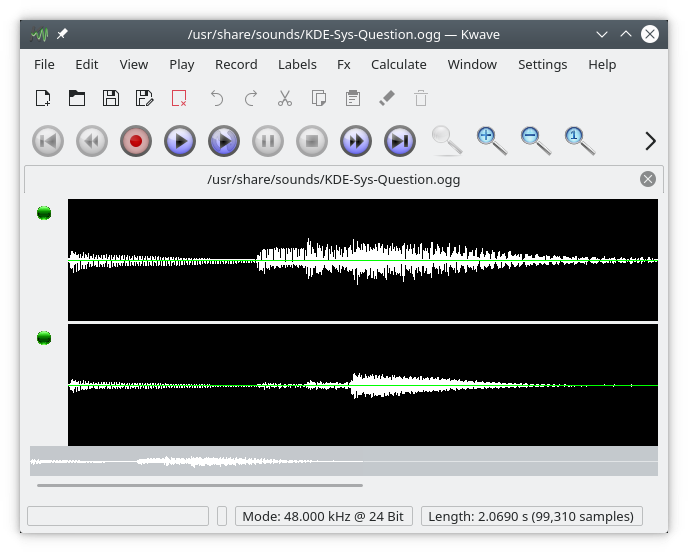 /usr/share/sounds/KDE-Sys-Question.ogg — Kwave
File Edit View Play Record Labels Fx Calculate Window Settings Help
1
/usr/share/sounds/KDE-Sys-Question.ogg
Mode: 48.000 kHz @ 24 Bit Length: 2.0690 s (99,310 samples)